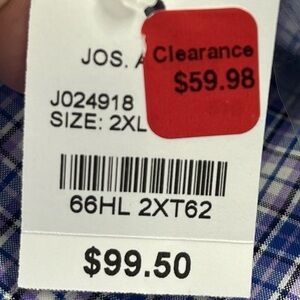 JOS. A
Clearance
$59.98
J024918
SIZE: 2XL
66HL 2XT62
$99.50